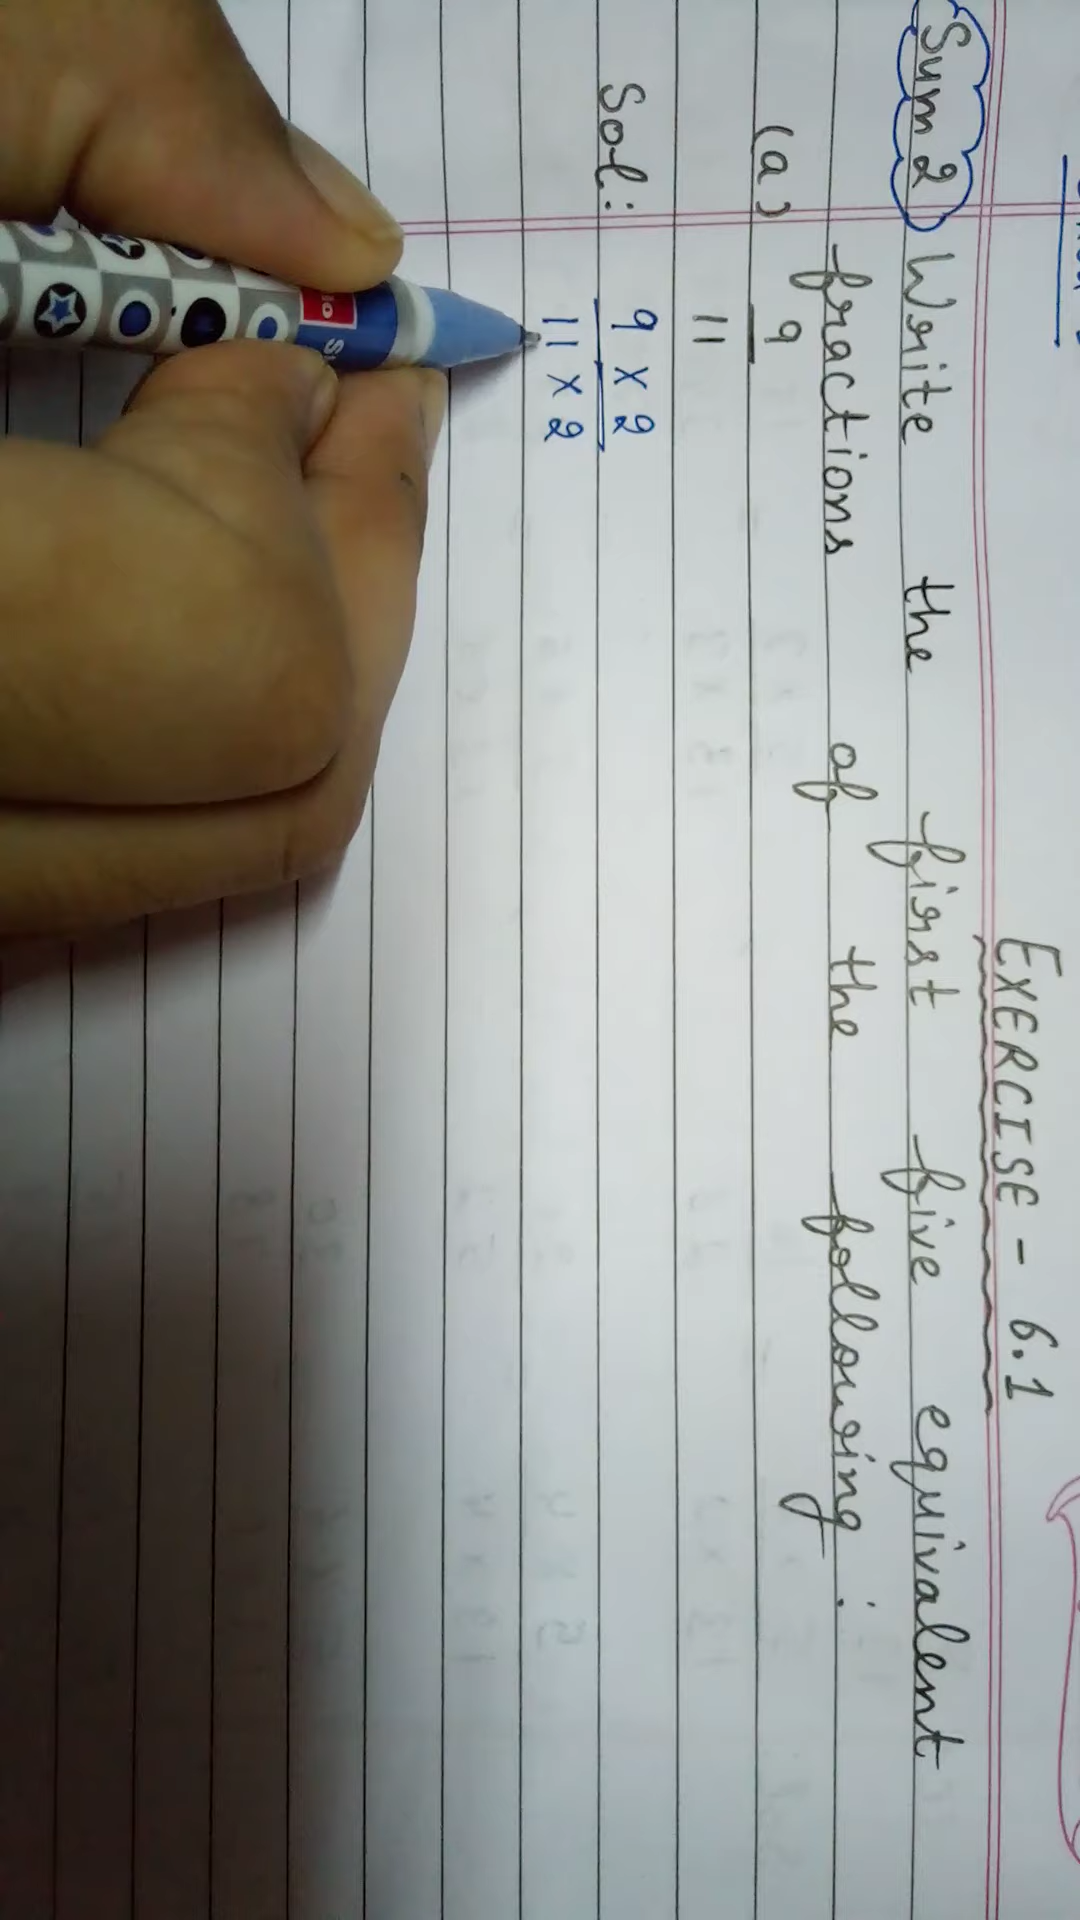 EXERCISE - 6.1
Sum 2) Write the first five equivalent
fractions of the following :
(a) 9
11
Sol: 9 x 2
11 x 2